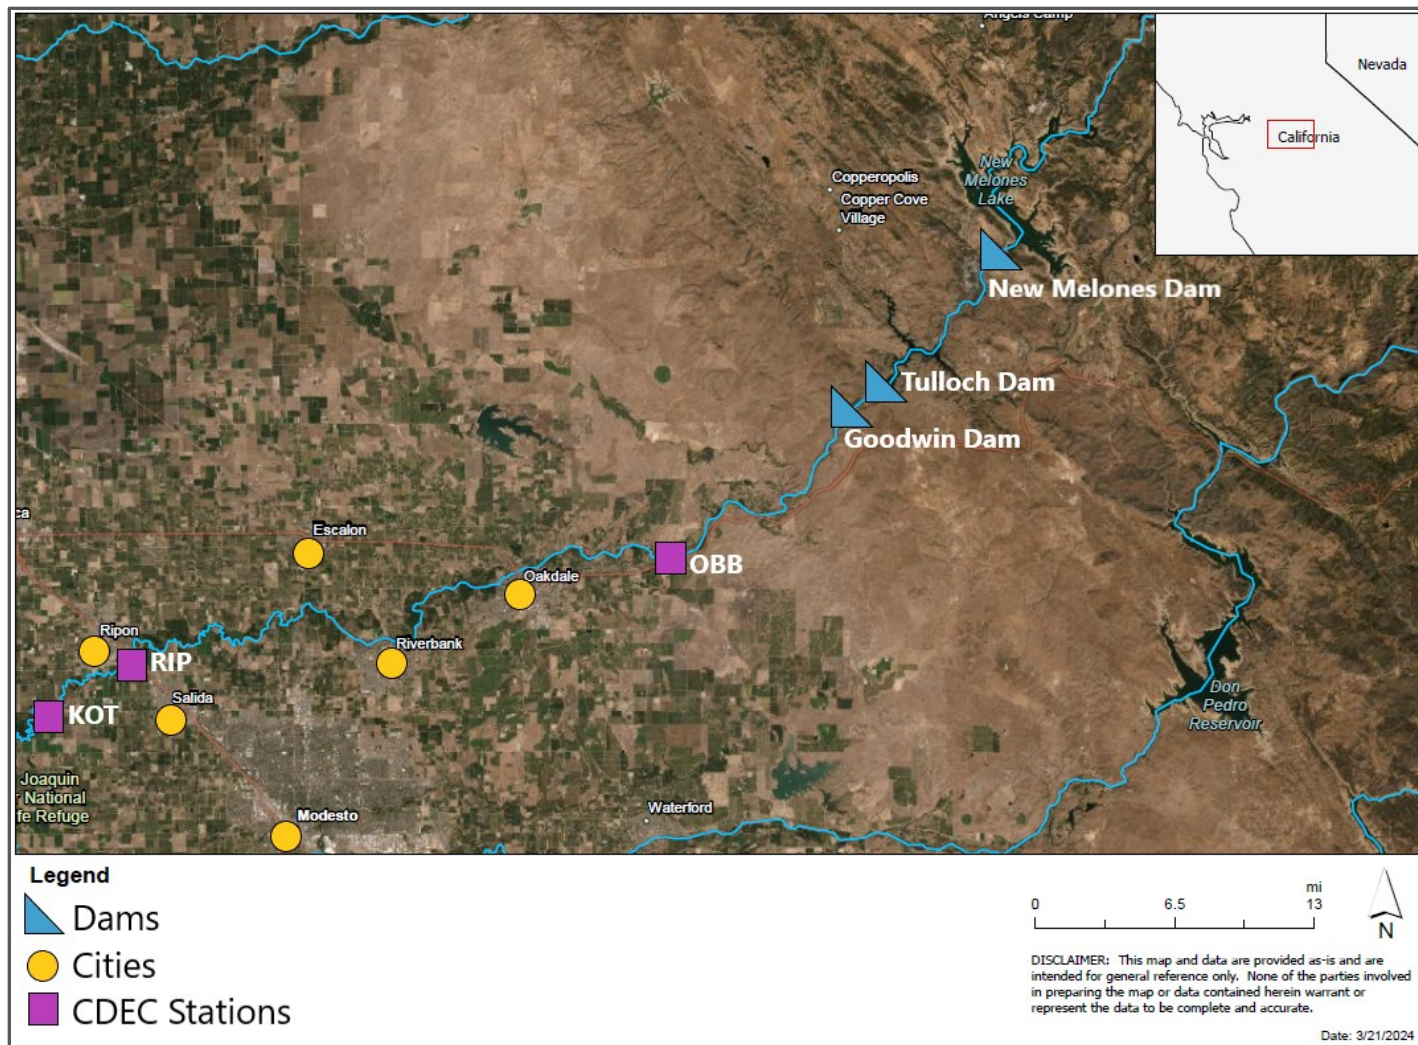 Angels Camp
Nevada
California
New
Melones
Lake
Copperopolis
Copper Cove
Village
New Melones Dam
Tulloch Dam
Goodwin Dam
ca
Escalon
OBB
Oakdale
Ripon
RIP
Riverbank
KOT
Salida
Don
Pedro
Reservoir
Joaquin
r National
fe Refuge
Modesto
Waterford
Legend
Dams
Cities
CDEC Stations
mi
0 6.5 13
N
DISCLAIMER: This map and data are provided as-is and are
intended for general reference only. None of the parties involved
in preparing the map or data contained herein warrant or
represent the data to be complete and accurate.
Date: 3/21/2024